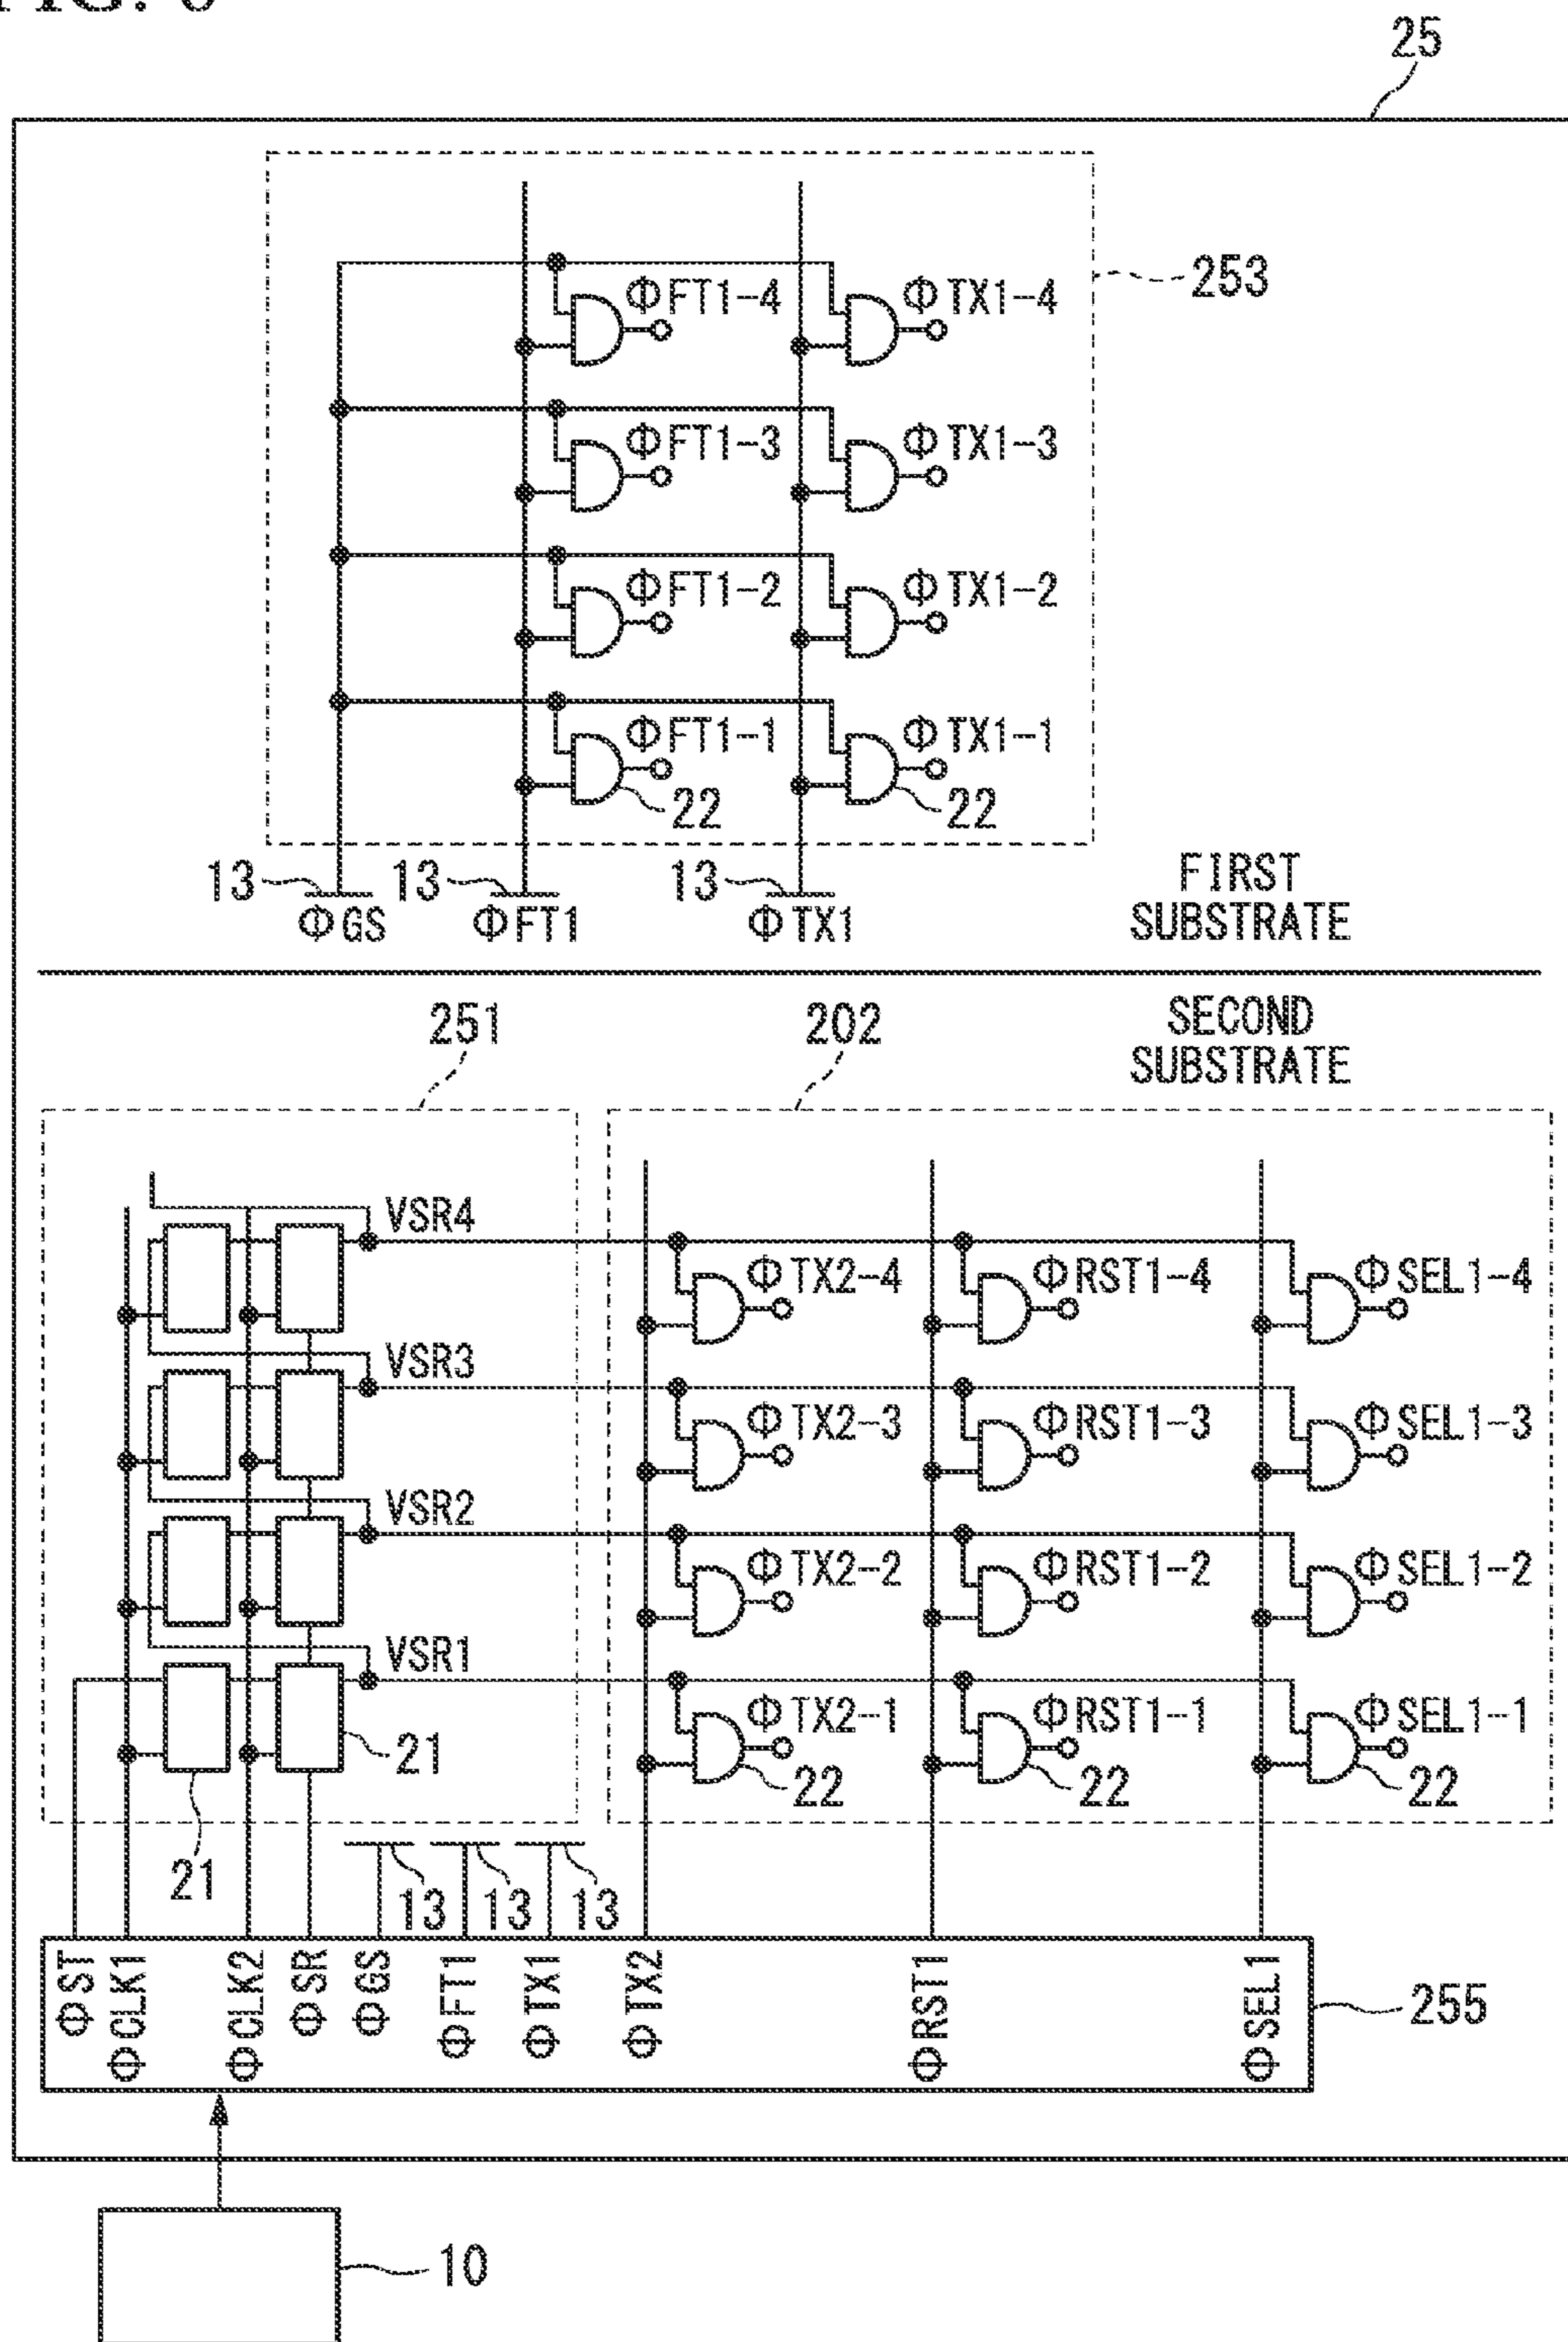 25
253
ΦFT1-4 ΦTX1-4
ΦFT1-3 ΦTX1-3
ΦFT1-2 ΦTX1-2
ΦFT1-1 ΦTX1-1
22 22
13 13 13
ΦGS ΦFT1 ΦTX1
FIRST
SUBSTRATE
SECOND
SUBSTRATE
251 202
VSR4
ΦTX2-4 ΦRST1-4 ΦSEL1-4
VSR3
ΦTX2-3 ΦRST1-3 ΦSEL1-3
VSR2
ΦTX2-2 ΦRST1-2 ΦSEL1-2
VSR1
ΦTX2-1 ΦRST1-1 ΦSEL1-1
21 22 22 22
21
13 13 13
ΦST
ΦCLK1
ΦCLK2
ΦSR
ΦGS
ΦFT1
ΦTX1
ΦTX2
ΦRST1
ΦSEL1
255
10